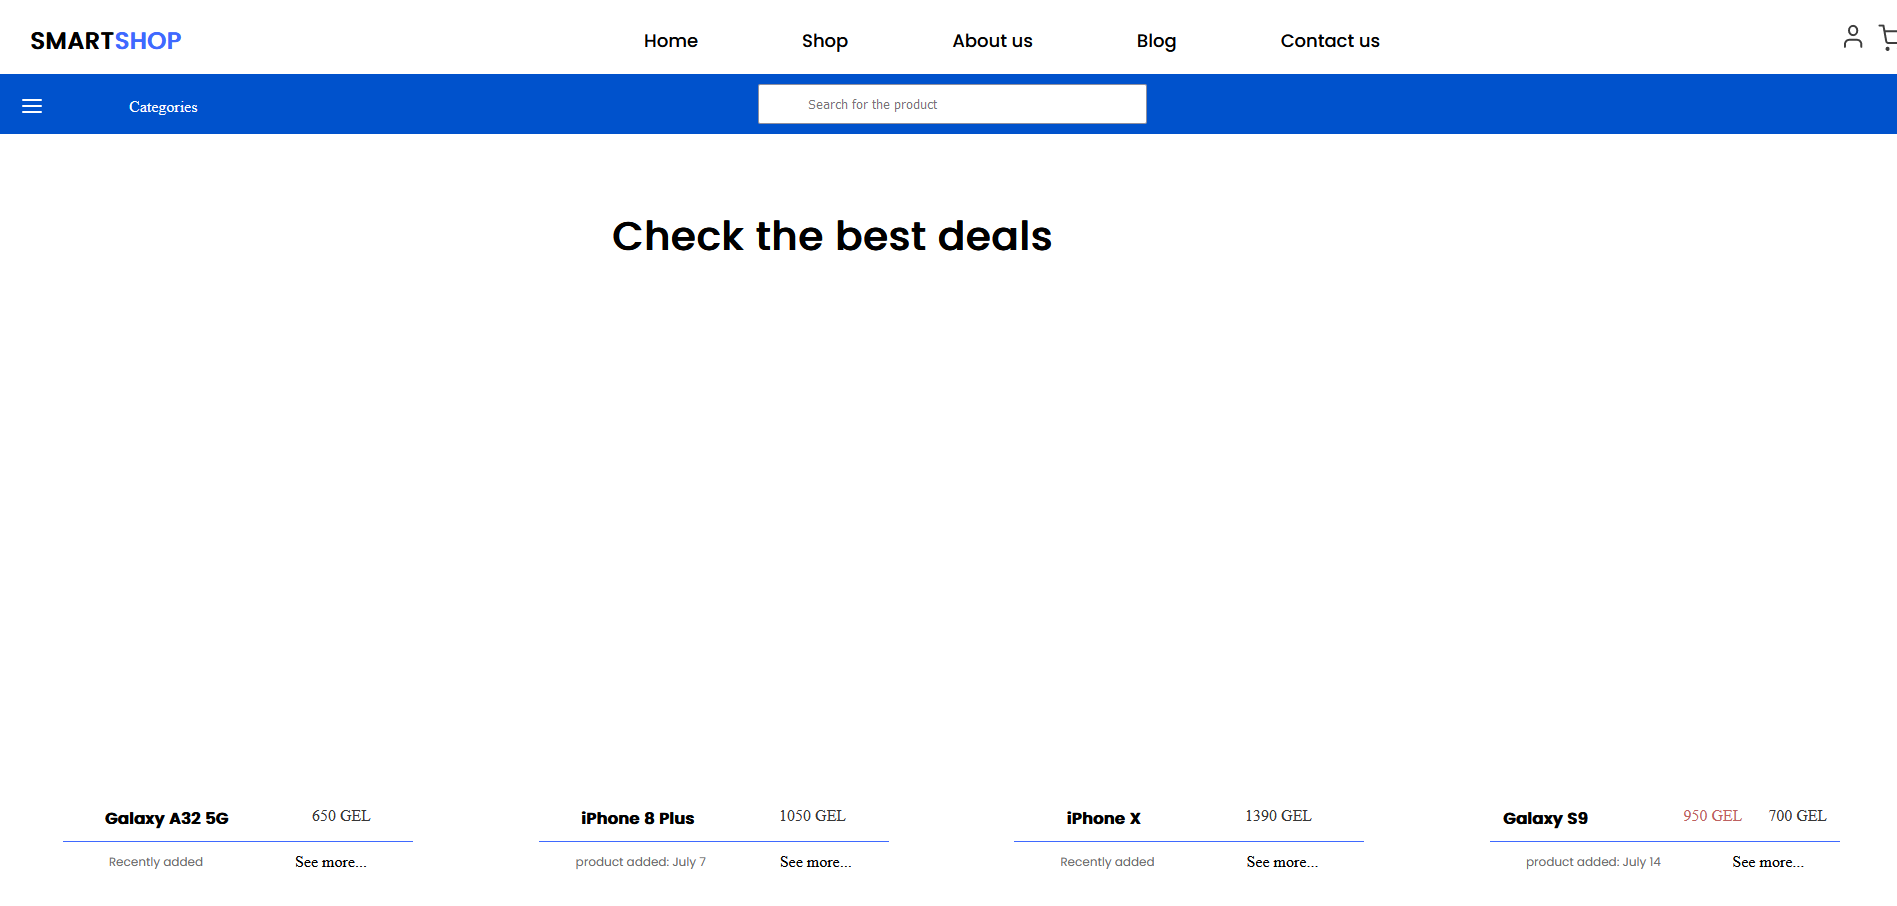 SMARTSHOP Home Shop About us Blog Contact us
Categories Search for the product
Check the best deals
Galaxy A32 5G 650 GEL iPhone 8 Plus 1050 GEL iPhone X 1390 GEL Galaxy S9 950 GEL 700 GEL
Recently added See more... product added: July 7 See more... Recently added See more... product added: July 14 See more...